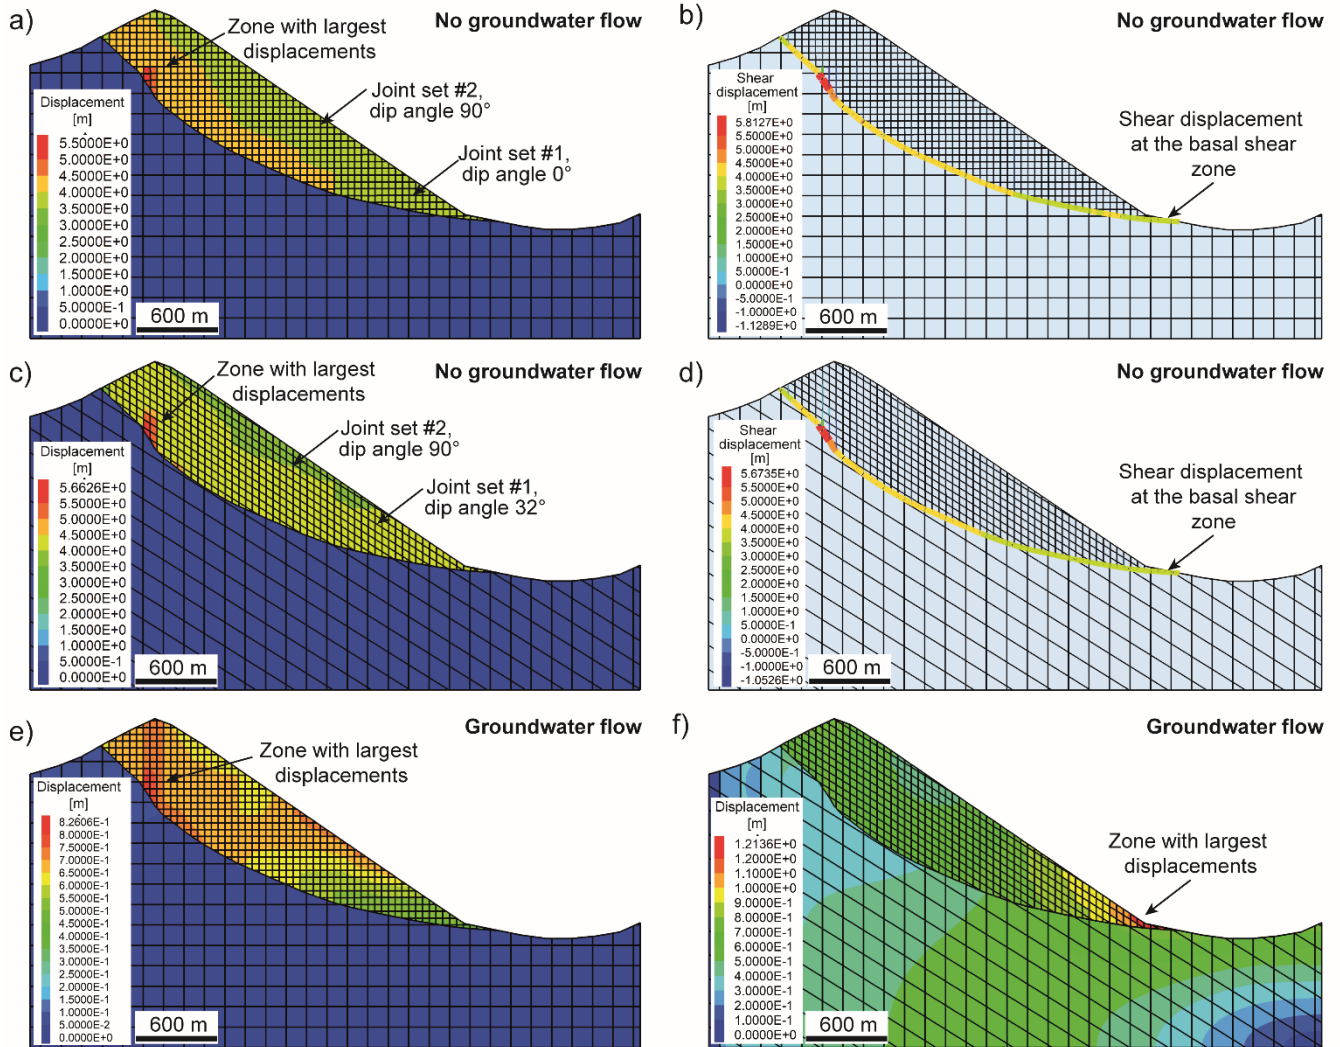 a)
No groundwater flow
Zone with largest
displacements
Joint set #2,
dip angle 90°
Joint set #1,
dip angle 0°
Displacement
[m]
5.5000E+0
5.0000E+0
4.5000E+0
4.0000E+0
3.5000E+0
3.0000E+0
2.5000E+0
2.0000E+0
1.5000E+0
1.0000E+0
5.0000E-1
0.0000E+0
600 m
b)
No groundwater flow
Shear
displacement
[m]
5.8127E+0
5.5000E+0
5.0000E+0
4.5000E+0
4.0000E+0
3.5000E+0
3.0000E+0
2.5000E+0
2.0000E+0
1.5000E+0
1.0000E+0
5.0000E-1
0.0000E+0
-5.0000E-1
-1.0000E+0
-1.1289E+0
Shear displacement
at the basal shear
zone
600 m
c)
No groundwater flow
Zone with largest
displacements
Joint set #2,
dip angle 90°
Joint set #1,
dip angle 32°
Displacement
[m]
5.6626E+0
5.5000E+0
5.0000E+0
4.5000E+0
4.0000E+0
3.5000E+0
3.0000E+0
2.5000E+0
2.0000E+0
1.5000E+0
1.0000E+0
5.0000E-1
0.0000E+0
600 m
d)
No groundwater flow
Shear
displacement
[m]
5.6735E+0
5.5000E+0
5.0000E+0
4.5000E+0
4.0000E+0
3.5000E+0
3.0000E+0
2.5000E+0
2.0000E+0
1.5000E+0
1.0000E+0
5.0000E-1
0.0000E+0
-5.0000E-1
-1.0000E+0
-1.0526E+0
Shear displacement
at the basal shear
zone
600 m
e)
Groundwater flow
Zone with largest
displacements
Displacement
[m]
8.2606E-1
8.0000E-1
7.5000E-1
7.0000E-1
6.5000E-1
6.0000E-1
5.5000E-1
5.0000E-1
4.5000E-1
4.0000E-1
3.5000E-1
3.0000E-1
2.5000E-1
2.0000E-1
1.5000E-1
1.0000E-1
5.0000E-2
0.0000E+0
600 m
f)
Groundwater flow
Displacement
[m]
1.2136E+0
1.2000E+0
1.1000E+0
1.0000E+0
9.0000E-1
8.0000E-1
7.0000E-1
6.0000E-1
5.0000E-1
4.0000E-1
3.0000E-1
2.0000E-1
1.0000E-1
0.0000E+0
Zone with largest
displacements
600 m